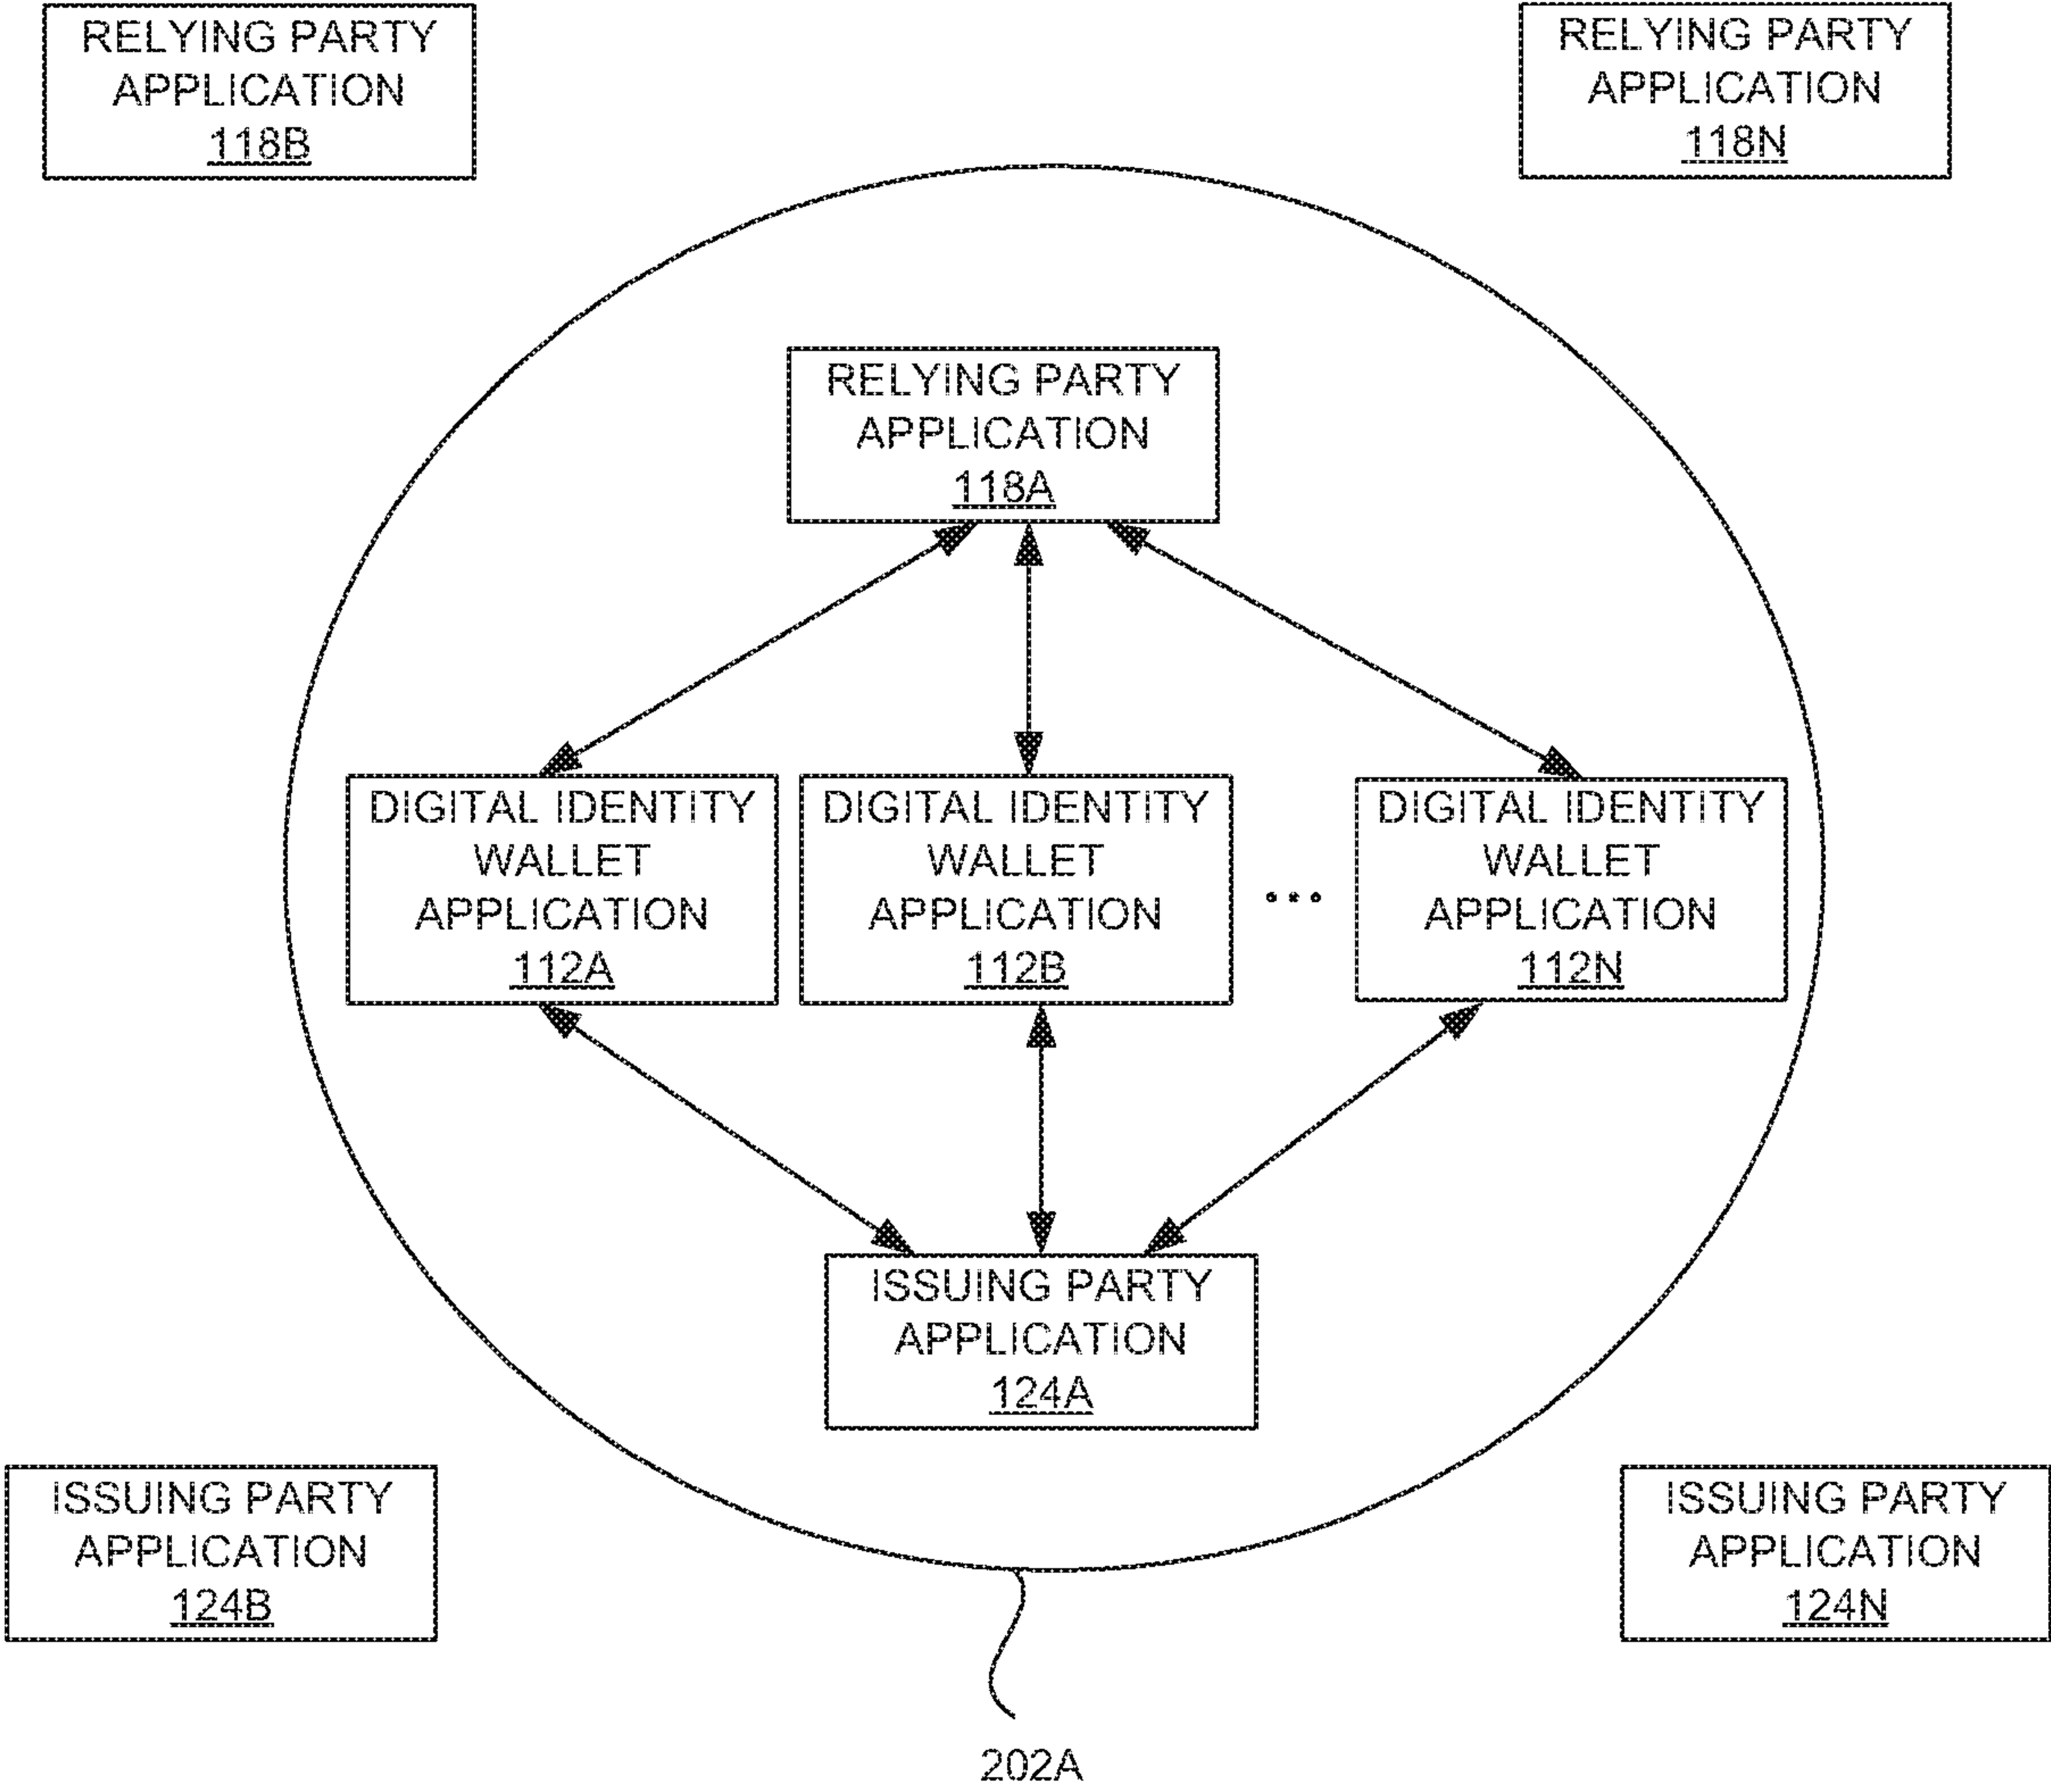 RELYING PARTY
APPLICATION
118B
RELYING PARTY
APPLICATION
118N
RELYING PARTY
APPLICATION
118A
DIGITAL IDENTITY
WALLET
APPLICATION
112A
DIGITAL IDENTITY
WALLET
APPLICATION
112B
...
DIGITAL IDENTITY
WALLET
APPLICATION
112N
ISSUING PARTY
APPLICATION
124A
ISSUING PARTY
APPLICATION
124B
ISSUING PARTY
APPLICATION
124N
202A